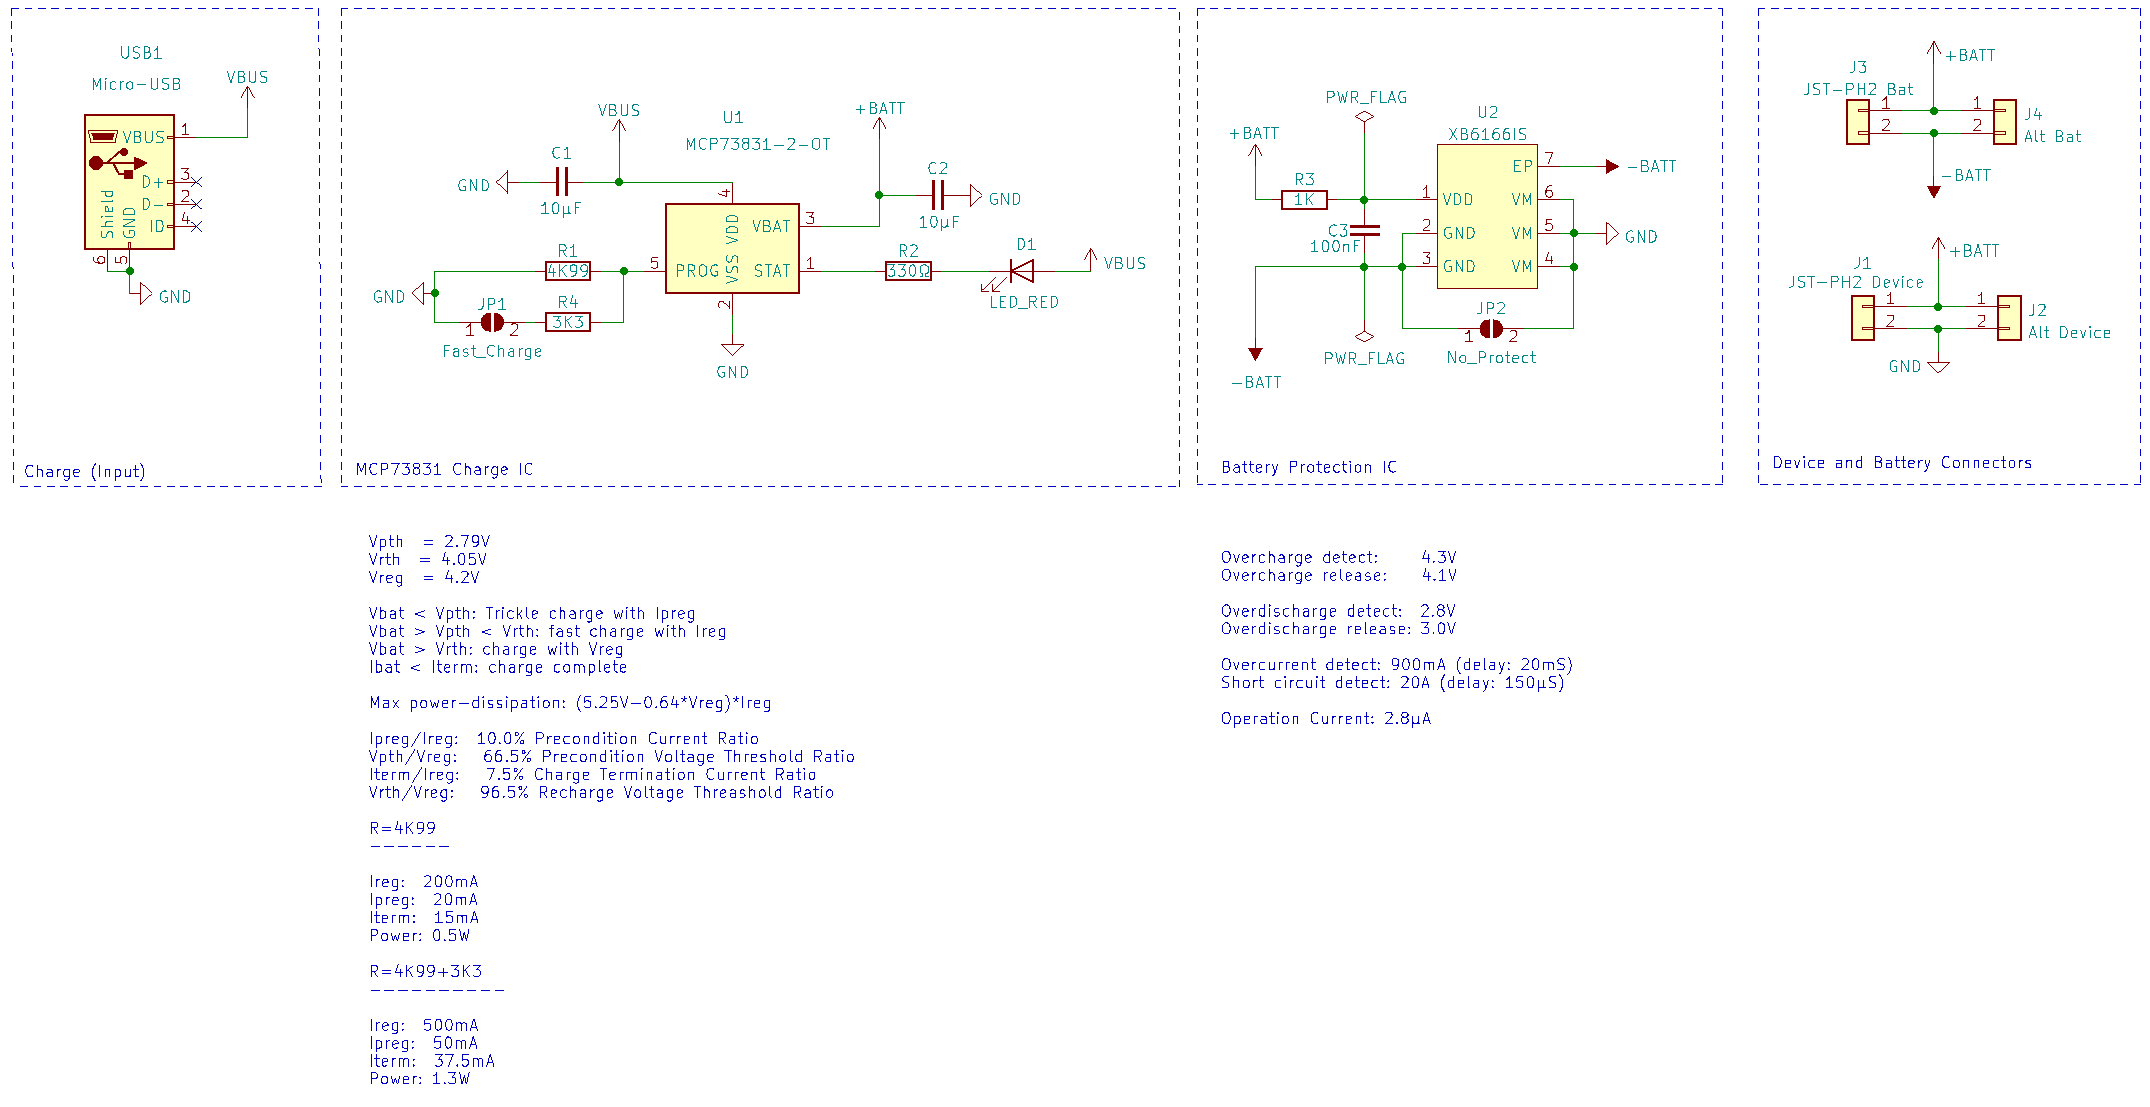 USB1
Micro-USB
VBUS
VBUS
1
D+
3
D-
2
ID
4
Shield
GND
6
5
GND
Charge (Input)
VBUS
U1
MCP73831-2-OT
+BATT
C1
GND
10µF
4
C2
GND
10µF
VDD
VBAT
3
R1
4K99
5
PROG
VSS
STAT
1
R2
330Ω
D1
LED_RED
VBUS
GND
JP1
1
2
Fast_Charge
R4
3K3
2
GND
MCP73831 Charge IC
PWR_FLAG
U2
XB6166IS
+BATT
EP
7
-BATT
R3
1K
1
VDD
VM
6
C3
100nF
2
GND
VM
5
GND
3
GND
VM
4
JP2
1
2
No_Protect
PWR_FLAG
-BATT
Battery Protection IC
+BATT
J3
JST-PH2 Bat
1
1
2
2
J4
Alt Bat
-BATT
+BATT
J1
JST-PH2 Device
1
1
2
2
J2
Alt Device
GND
Device and Battery Connectors
Vpth = 2.79V
Vrth = 4.05V
Vreg = 4.2V
Vbat < Vpth: Trickle charge with Ipreg
Vbat > Vpth < Vrth: fast charge with Ireg
Vbat > Vrth: charge with Vreg
Ibat < Iterm: charge complete
Max power-dissipation: (5.25V-0.64*Vreg)*Ireg
Ipreg/Ireg: 10.0% Precondition Current Ratio
Vpth/Vreg: 66.5% Precondition Voltage Threshold Ratio
Iterm/Ireg: 7.5% Charge Termination Current Ratio
Vrth/Vreg: 96.5% Recharge Voltage Threashold Ratio
R=4K99
------
Ireg: 200mA
Ipreg: 20mA
Iterm: 15mA
Power: 0.5W
R=4K99+3K3
----------
Ireg: 500mA
Ipreg: 50mA
Iterm: 37.5mA
Power: 1.3W
Overcharge detect: 4.3V
Overcharge release: 4.1V
Overdischarge detect: 2.8V
Overdischarge release: 3.0V
Overcurrent detect: 900mA (delay: 20mS)
Short circuit detect: 20A (delay: 150µS)
Operation Current: 2.8µA